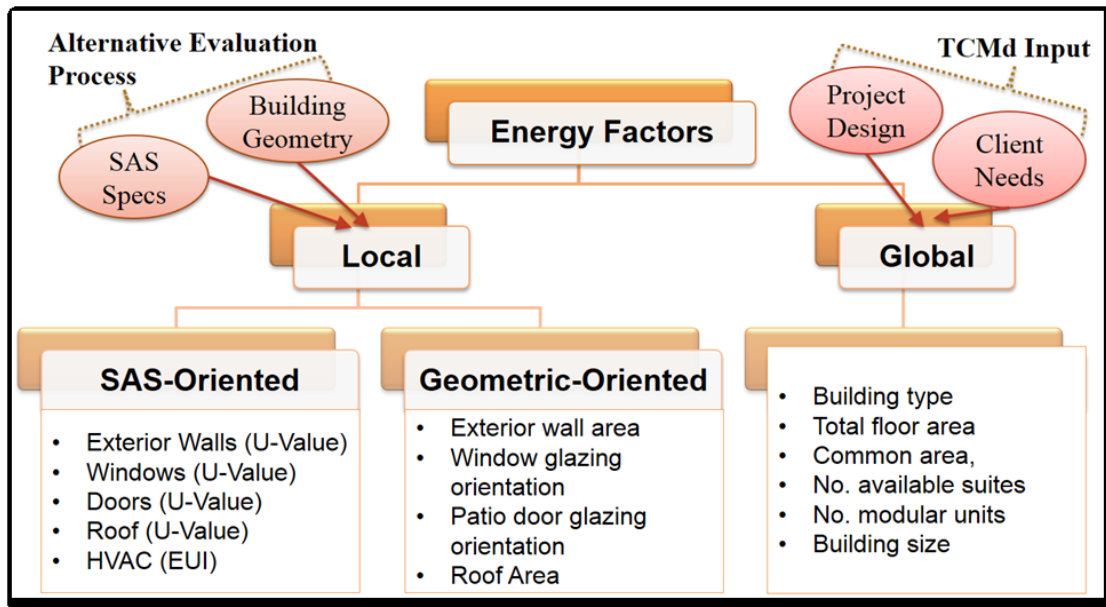 Alternative Evaluation
Process
TCMd Input
Building
Geometry
SAS
Specs
Energy Factors
Project
Design
Client
Needs
Local
Global
SAS-Oriented
• Exterior Walls (U-Value)
• Windows (U-Value)
• Doors (U-Value)
• Roof (U-Value)
• HVAC (EUI)
Geometric-Oriented
• Exterior wall area
• Window glazing
orientation
• Patio door glazing
orientation
• Roof Area
• Building type
• Total floor area
• Common area,
• No. available suites
• No. modular units
• Building size